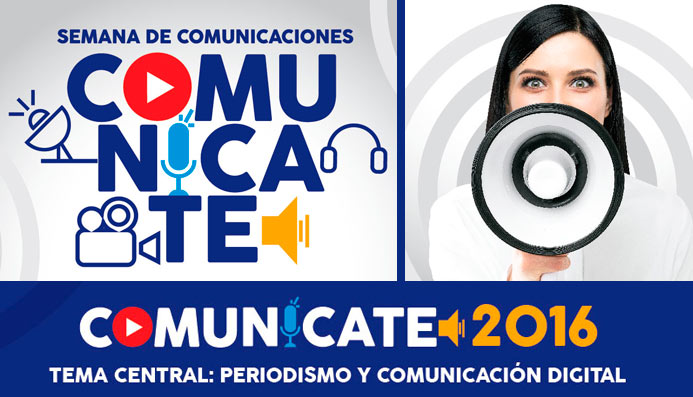 SEMANA DE COMUNICACIONES
COMU
NICA
TE
COMUNICATE 2016
TEMA CENTRAL: PERIODISMO Y COMUNICACIÓN DIGITAL